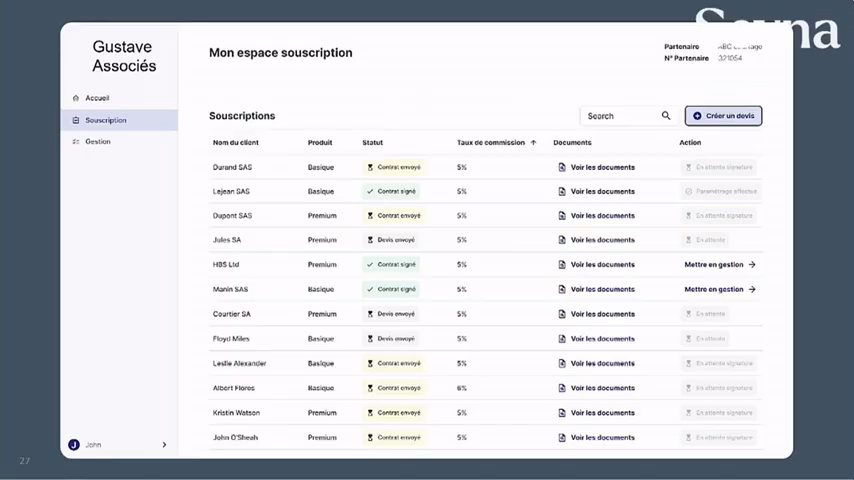 Gustave
Associés
Accueil
Souscription
Gestion
Mon espace souscription
Partenaire
N° Partenaire 321054
Souscriptions
Search
Créer un devis
Nom du client Produit Statut Taux de commission Documents Action
Durand SAS Basique Contrat envoyé 5% Voir les documents En attente signature
Lajean SAS Basique Contrat signé 5% Voir les documents Paramétrage effectué
Dupont SAS Premium Contrat envoyé 5% Voir les documents En attente signature
Jules SA Premium Devis envoyé 5% Voir les documents En attente
HBS Ltd Premium Contrat signé 5% Voir les documents Mettre en gestion
Manin SAS Basique Contrat signé 5% Voir les documents Mettre en gestion
Courtier SA Premium Devis envoyé 5% Voir les documents En attente
Floyd Miles Basique Devis envoyé 5% Voir les documents En attente
Leslie Alexander Basique Contrat envoyé 5% Voir les documents En attente signature
Albert Flores Basique Contrat envoyé 6% Voir les documents En attente signature
Kristin Watson Premium Contrat envoyé 5% Voir les documents En attente signature
John O'Sheah Premium Contrat envoyé 5% Voir les documents En attente signature
J John
27